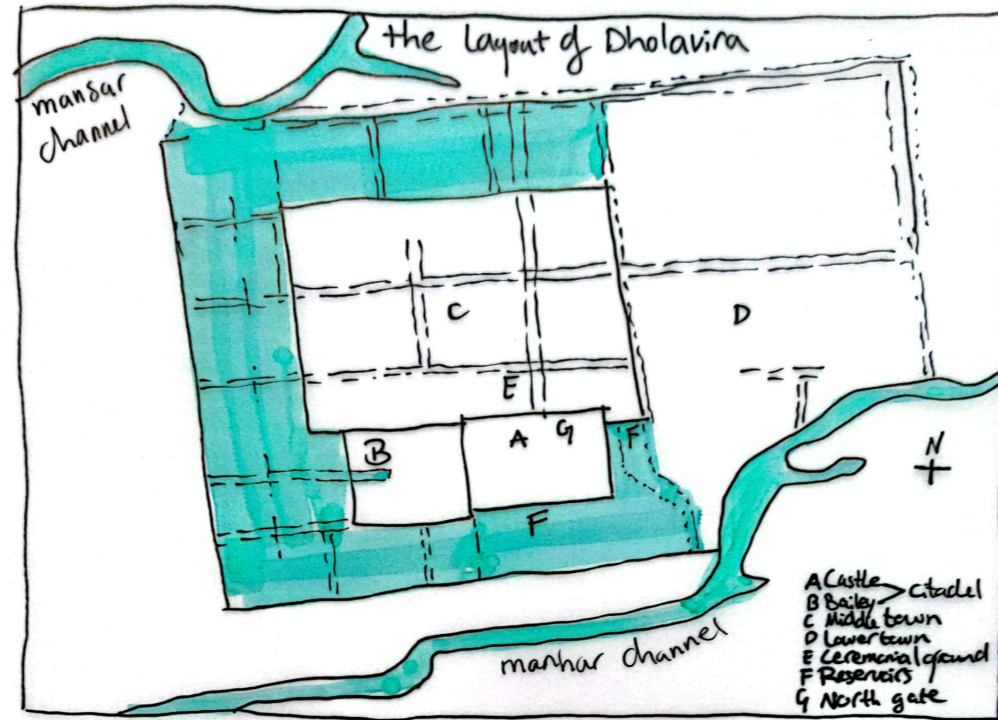 the Layout of Dholavira
mansar
channel
C
D
E
B
A
G
F
F
N
manhar channel
A Castle
B Bailey
citadel
C Middle town
D Lower town
E Ceremonial ground
F Reservoirs
G North gate